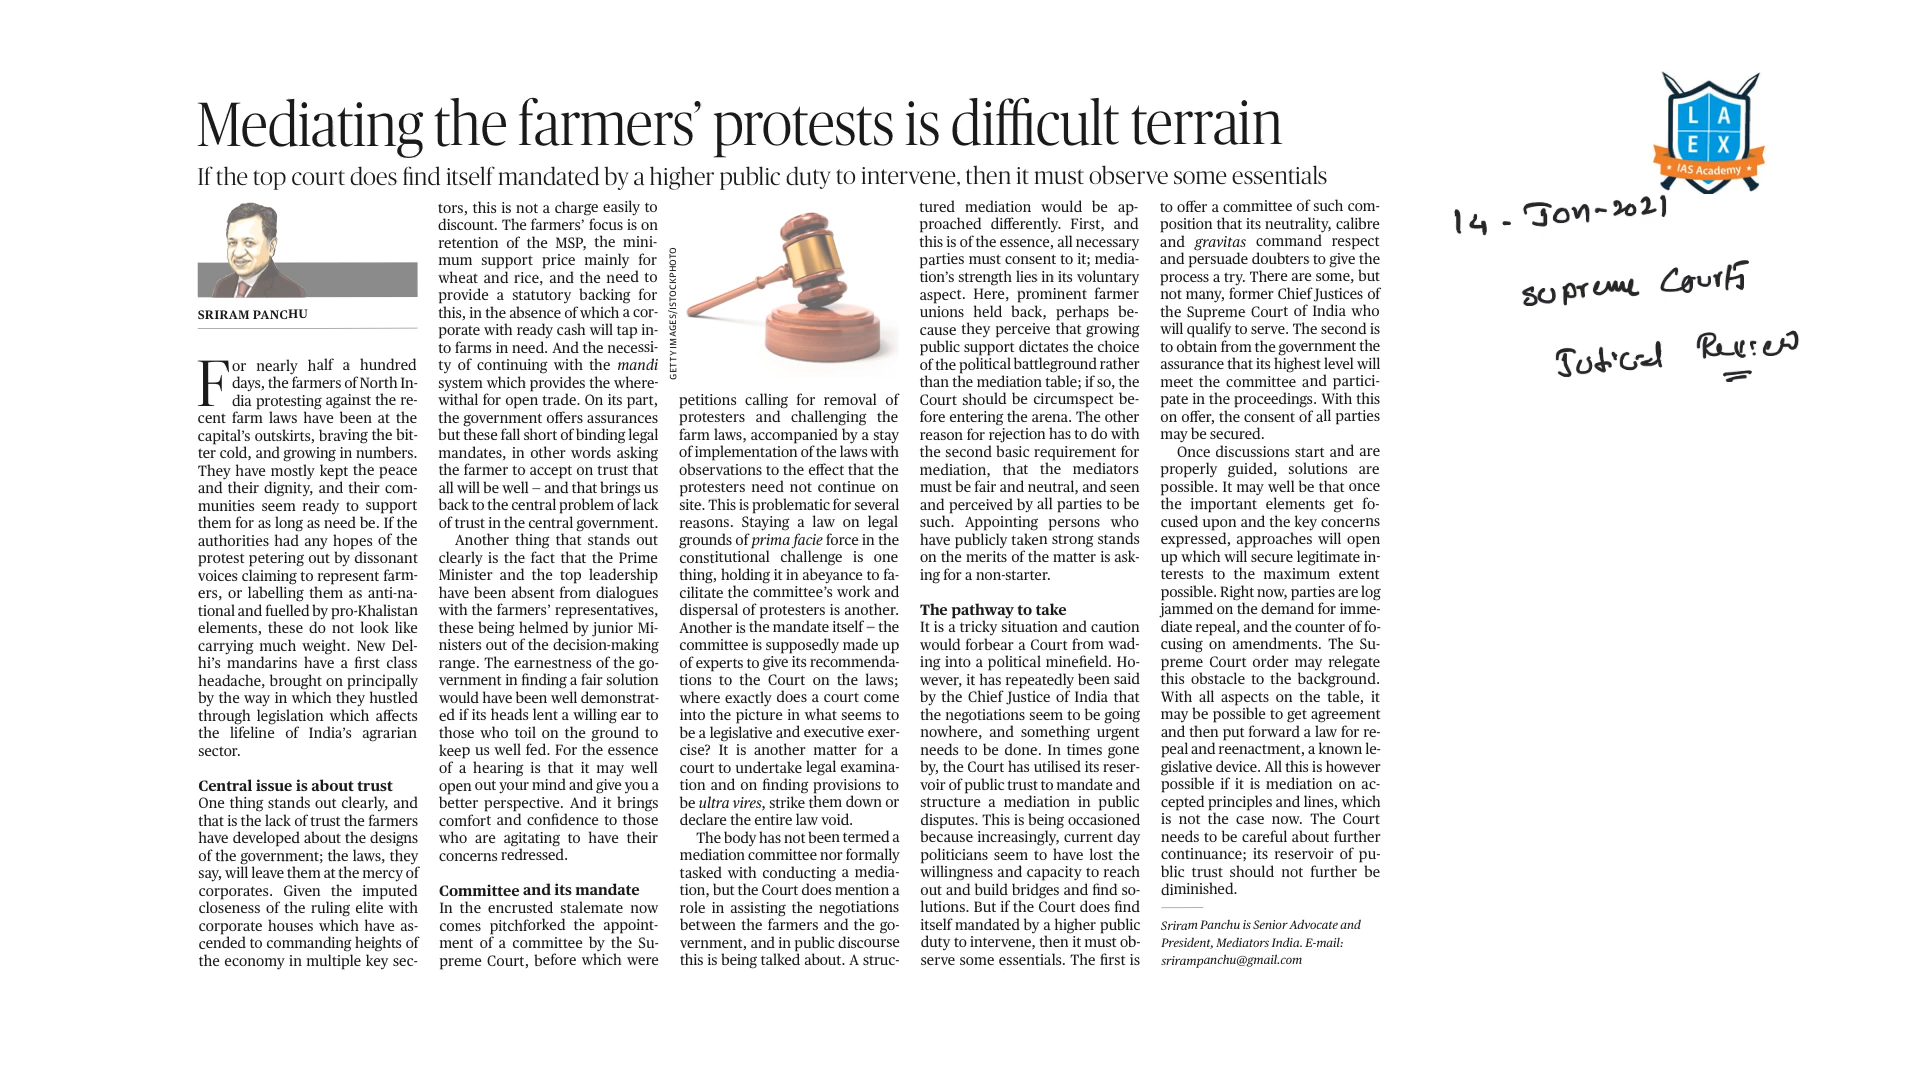 Mediating the farmers' protests is difficult terrain
If the top court does find itself mandated by a higher public duty to intervene, then it must observe some essentials
SRIRAM PANCHU
For nearly half a hundred
days, the farmers of North In-
dia protesting against the re-
cent farm laws have been at the
capital's outskirts, braving the bit-
ter cold, and growing in numbers.
They have mostly kept the peace
and their dignity, and their com-
munities seem ready to support
them for as long as need be. If the
authorities had any hopes of the
protest petering out by dissonant
voices claiming to represent farm-
ers, or labelling them as anti-na-
tional and fuelled by pro-Khalistan
elements, these do not look like
carrying much weight. New Del-
hi's mandarins have a first class
headache, brought on principally
by the way in which they hustled
through legislation which affects
the lifeline of India's agrarian
sector.
Central issue is about trust
One thing stands out clearly, and
that is the lack of trust the farmers
have developed about the designs
of the government; the laws, they
say, will leave them at the mercy of
corporates. Given the imputed
closeness of the ruling elite with
corporate houses which have as-
cended to commanding heights of
the economy in multiple key sec-
tors, this is not a charge easily to
discount. The farmers' focus is on
retention of the MSP, the mini-
mum support price mainly for
wheat and rice, and the need to
provide a statutory backing for
this, in the absence of which a cor-
porate with ready cash will tap in-
to farms in need. And the necessi-
ty of continuing with the mandi
system which provides the where-
withal for open trade. On its part,
the government offers assurances
but these fall short of binding legal
mandates, in other words asking
the farmer to accept on trust that
all will be well – and that brings us
back to the central problem of lack
of trust in the central government.
Another thing that stands out
clearly is the fact that the Prime
Minister and the top leadership
have been absent from dialogues
with the farmers' representatives,
these being helmed by junior Mi-
nisters out of the decision-making
range. The earnestness of the go-
vernment in finding a fair solution
would have been well demonstrat-
ed if its heads lent a willing ear to
those who toil on the ground to
keep us well fed. For the essence
of a hearing is that it may well
open out your mind and give you a
better perspective. And it brings
comfort and confidence to those
who are agitating to have their
concerns redressed.
Committee and its mandate
In the encrusted stalemate now
comes pitchforked the appoint-
ment of a committee by the Su-
preme Court, before which were
GETTY IMAGES/ISTOCKPHOTO
petitions calling for removal of
protesters and challenging the
farm laws, accompanied by a stay
of implementation of the laws with
observations to the effect that the
protesters need not continue on
site. This is problematic for several
reasons. Staying a law on legal
grounds of prima facie force in the
constitutional challenge is one
thing, holding it in abeyance to fa-
cilitate the committee's work and
dispersal of protesters is another.
Another is the mandate itself – the
committee is supposedly made up
of experts to give its recommenda-
tions to the Court on the laws;
where exactly does a court come
into the picture in what seems to
be a legislative and executive exer-
cise? It is another matter for a
court to undertake legal examina-
tion and on finding provisions to
be ultra vires, strike them down or
declare the entire law void.
The body has not been termed a
mediation committee nor formally
tasked with conducting a media-
tion, but the Court does mention a
role in assisting the negotiations
between the farmers and the go-
vernment, and in public discourse
this is being talked about. A struc-
tured mediation would be ap-
proached differently. First, and
this is of the essence, all necessary
parties must consent to it; media-
tion's strength lies in its voluntary
aspect. Here, prominent farmer
unions held back, perhaps be-
cause they perceive that growing
public support dictates the choice
of the political battleground rather
than the mediation table; if so, the
Court should be circumspect be-
fore entering the arena. The other
reason for rejection has to do with
the second basic requirement for
mediation, that the mediators
must be fair and neutral, and seen
and perceived by all parties to be
such. Appointing persons who
have publicly taken strong stands
on the merits of the matter is ask-
ing for a non-starter.
The pathway to take
It is a tricky situation and caution
would forbear a Court from wad-
ing into a political minefield. Ho-
wever, it has repeatedly been said
by the Chief Justice of India that
the negotiations seem to be going
nowhere, and something urgent
needs to be done. In times gone
by, the Court has utilised its reser-
voir of public trust to mandate and
structure a mediation in public
disputes. This is being occasioned
because increasingly, current day
politicians seem to have lost the
willingness and capacity to reach
out and build bridges and find so-
lutions. But if the Court does find
itself mandated by a higher public
duty to intervene, then it must ob-
serve some essentials. The first is
to offer a committee of such com-
position that its neutrality, calibre
and gravitas command respect
and persuade doubters to give the
process a try. There are some, but
not many, former Chief Justices of
the Supreme Court of India who
will qualify to serve. The second is
to obtain from the government the
assurance that its highest level will
meet the committee and partici-
pate in the proceedings. With this
on offer, the consent of all parties
may be secured.
Once discussions start and are
properly guided, solutions are
possible. It may well be that once
the important elements get fo-
cused upon and the key concerns
expressed, approaches will open
up which will secure legitimate in-
terests to the maximum extent
possible. Right now, parties are log
jammed on the demand for imme-
diate repeal, and the counter of fo-
cusing on amendments. The Su-
preme Court order may relegate
this obstacle to the background.
With all aspects on the table, it
may be possible to get agreement
and then put forward a law for re-
peal and reenactment, a known le-
gislative device. All this is however
possible if it is mediation on ac-
cepted principles and lines, which
is not the case now. The Court
needs to be careful about further
continuance; its reservoir of pu-
blic trust should not further be
diminished.
Sriram Panchu is Senior Advocate and
President, Mediators India. E-mail:
srirampanchu@gmail.com
LA
EX
IAS Academy
14 - Jan-2021
Supreme Courts
Judicial Review